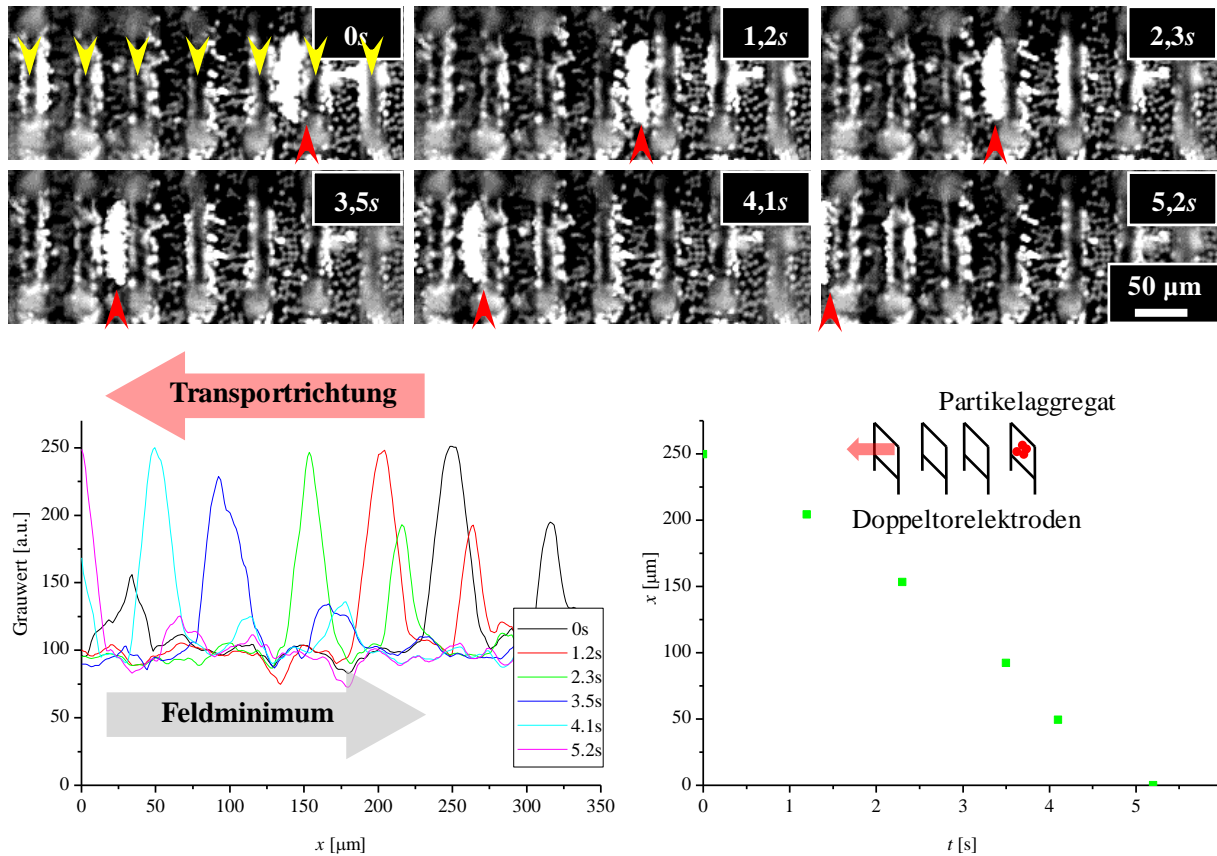 0s
1,2s
2,3s
3,5s
4,1s
5,2s
50 µm
Transportrichtung
Grauwert [a.u.]
250
200
150
100
50
0
Feldminimum
0s
1.2s
2.3s
3.5s
4.1s
5.2s
0 50 100 150 200 250 300 350
x [µm]
Partikelaggregat
Doppeltorelektroden
x [µm]
250
200
150
100
50
0
0 1 2 3 4 5
t [s]